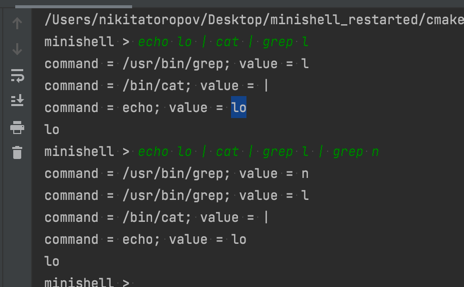 /Users/nikitatoropov/Desktop/minishell_restarted/cmake
minishell > echo lo | cat | grep l
command = /usr/bin/grep; value = l
command = /bin/cat; value = |
command = echo; value = lo
lo
minishell > echo lo | cat | grep l | grep n
command = /usr/bin/grep; value = n
command = /usr/bin/grep; value = l
command = /bin/cat; value = |
command = echo; value = lo
lo
minishell >